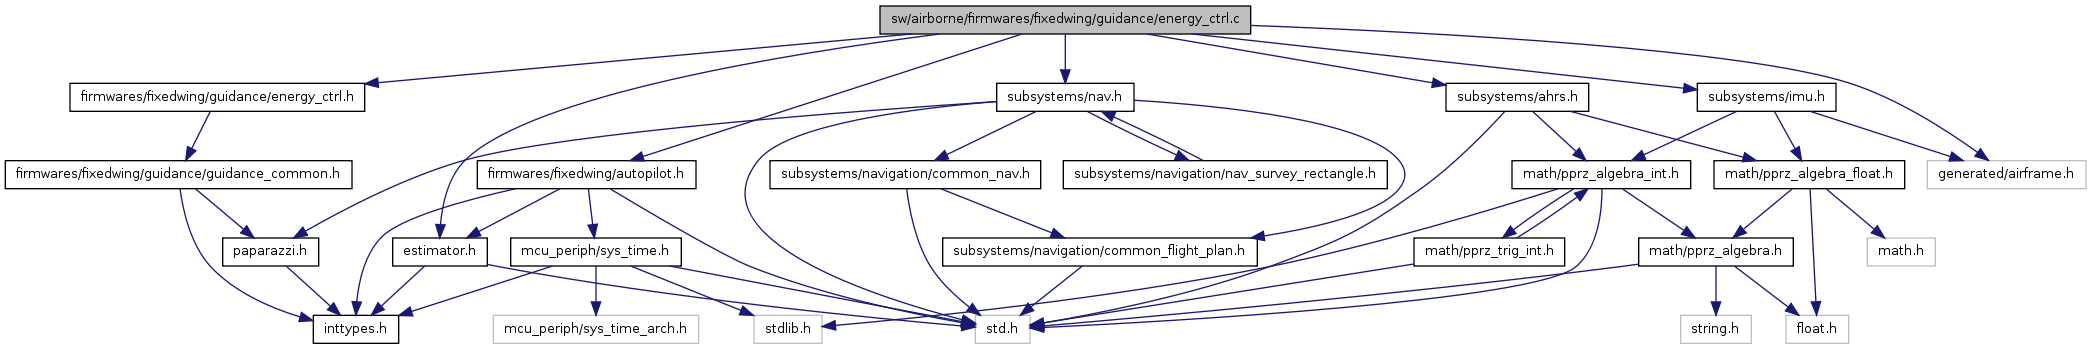 sw/airborne/firmwares/fixedwing/guidance/energy_ctrl.c
firmwares/fixedwing/guidance/energy_ctrl.h
subsystems/nav.h
subsystems/ahrs.h
subsystems/imu.h
firmwares/fixedwing/guidance/guidance_common.h
firmwares/fixedwing/autopilot.h
subsystems/navigation/common_nav.h
subsystems/navigation/nav_survey_rectangle.h
math/pprz_algebra_int.h
math/pprz_algebra_float.h
generated/airframe.h
paparazzi.h
estimator.h
mcu_periph/sys_time.h
subsystems/navigation/common_flight_plan.h
math/pprz_trig_int.h
math/pprz_algebra.h
math.h
inttypes.h
mcu_periph/sys_time_arch.h
stdlib.h
std.h
string.h
float.h